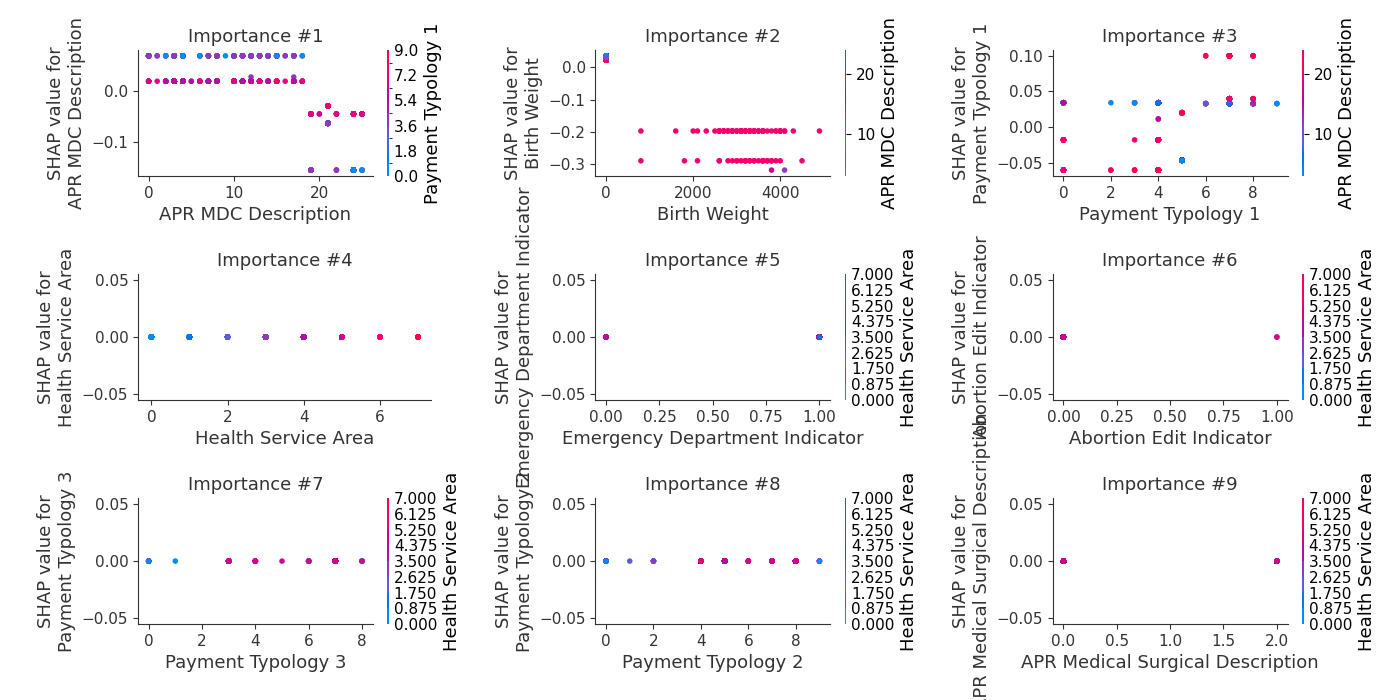 Importance #1
SHAP value for
APR MDC Description
0.0
−0.1
0
10
20
APR MDC Description
9.0
7.2
5.4
3.6
1.8
0.0
Payment Typology 1
Importance #2
SHAP value for
Birth Weight
0.0
−0.1
−0.2
−0.3
0
2000
4000
Birth Weight
20
10
APR MDC Description
Importance #3
SHAP value for
Payment Typology 1
0.10
0.05
0.00
−0.05
0
2
4
6
8
Payment Typology 1
20
10
APR MDC Description
Importance #4
SHAP value for
Health Service Area
0.05
0.00
−0.05
0
2
4
6
Health Service Area
Importance #5
SHAP value for
Emergency Department Indicator
0.05
0.00
−0.05
0.00
0.25
0.50
0.75
1.00
Emergency Department Indicator
7.000
6.125
5.250
4.375
3.500
2.625
1.750
0.875
0.000
Health Service Area
Importance #6
SHAP value for
Abortion Edit Indicator
0.05
0.00
−0.05
0.00
0.25
0.50
0.75
1.00
Abortion Edit Indicator
7.000
6.125
5.250
4.375
3.500
2.625
1.750
0.875
0.000
Health Service Area
Importance #7
SHAP value for
Payment Typology 3
0.05
0.00
−0.05
0
2
4
6
8
Payment Typology 3
7.000
6.125
5.250
4.375
3.500
2.625
1.750
0.875
0.000
Health Service Area
Importance #8
SHAP value for
Payment Typology 2
0.05
0.00
−0.05
0
2
4
6
8
Payment Typology 2
7.000
6.125
5.250
4.375
3.500
2.625
1.750
0.875
0.000
Health Service Area
Importance #9
SHAP value for
APR Medical Surgical Description
0.05
0.00
−0.05
0.0
0.5
1.0
1.5
2.0
APR Medical Surgical Description
7.000
6.125
5.250
4.375
3.500
2.625
1.750
0.875
0.000
Health Service Area